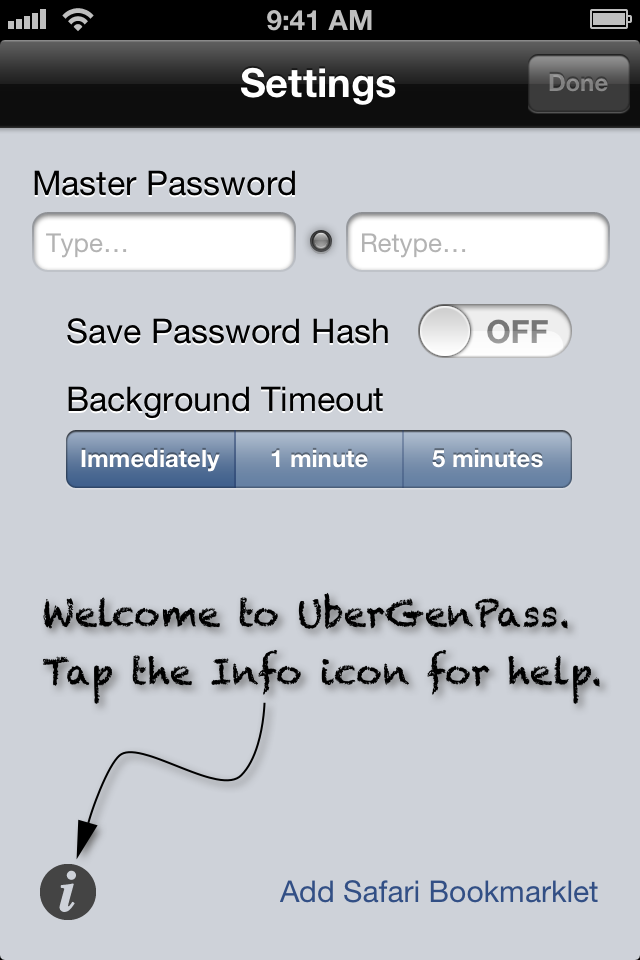 9:41 AM
Settings
Done
Master Password
Type...
Retype...
Save Password Hash
OFF
Background Timeout
Immediately
1 minute
5 minutes
Welcome to UberGenPass.
Tap the Info icon for help.
i
Add Safari Bookmarklet